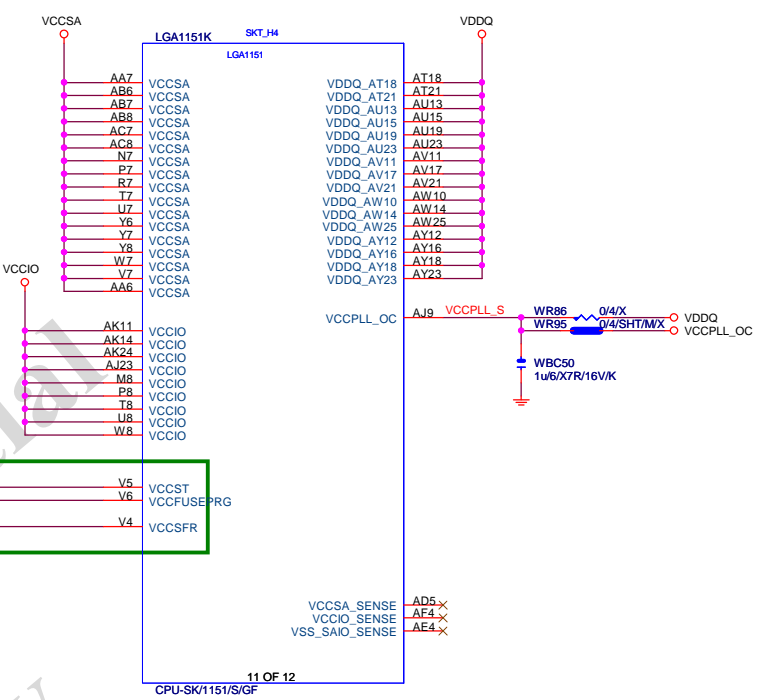 VCCSA
VDDQ
LGA1151K
SKT_H4
LGA1151
AA7 VCCSA VDDQ_AT18 AT18
AB6 VCCSA VDDQ_AT21 AT21
AB7 VCCSA VDDQ_AU13 AU13
AB8 VCCSA VDDQ_AU15 AU15
AC7 VCCSA VDDQ_AU19 AU19
AC8 VCCSA VDDQ_AU23 AU23
N7 VCCSA VDDQ_AV11 AV11
P7 VCCSA VDDQ_AV17 AV17
R7 VCCSA VDDQ_AV21 AV21
T7 VCCSA VDDQ_AW10 AW10
U7 VCCSA VDDQ_AW14 AW14
Y6 VCCSA VDDQ_AW25 AW25
Y7 VCCSA VDDQ_AY12 AY12
Y8 VCCSA VDDQ_AY16 AY16
W7 VCCSA VDDQ_AY18 AY18
V7 VCCSA VDDQ_AY23 AY23
AA6 VCCSA
VCCIO
VCCPLL_OC AJ9 VCCPLL_S WR86 0/4/X VDDQ
WR95 0/4/SHT/M/X VCCPLL_OC
AK11 VCCIO
AK14 VCCIO
AK24 VCCIO
AJ23 VCCIO
M8 VCCIO
P8 VCCIO
T8 VCCIO
U8 VCCIO
W8 VCCIO
WBC50
1u/6/X7R/16V/K
V5 VCCST
V6 VCCFUSEPRG
V4 VCCSFR
VCCSA_SENSE AD5
VCCIO_SENSE AF4
VSS_SAIO_SENSE AE4
11 OF 12
CPU-SK/1151/S/GF